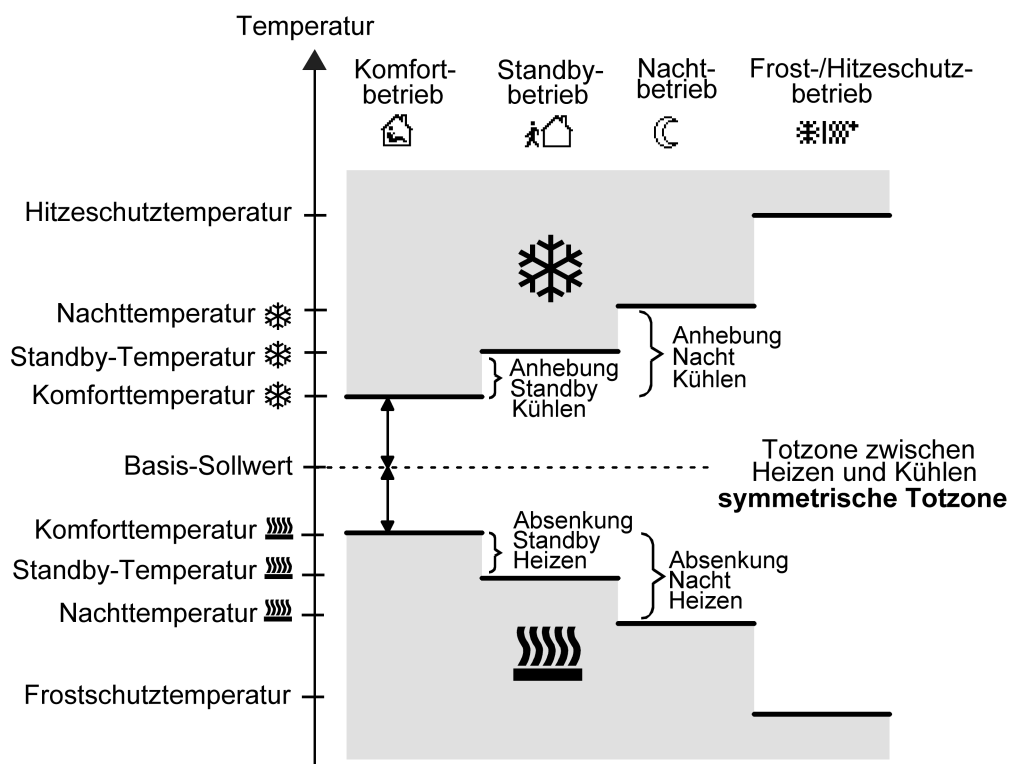 Temperatur
Komfort-
betrieb
Standby-
betrieb
Nacht-
betrieb
Frost-/Hitzeschutz-
betrieb
Hitzeschutztemperatur
Nachttemperatur
Standby-Temperatur
Komforttemperatur
Anhebung
Standby
Kühlen
Anhebung
Nacht
Kühlen
Basis-Sollwert
Totzone zwischen
Heizen und Kühlen
symmetrische Totzone
Komforttemperatur
Standby-Temperatur
Nachttemperatur
Absenkung
Standby
Heizen
Absenkung
Nacht
Heizen
Frostschutztemperatur